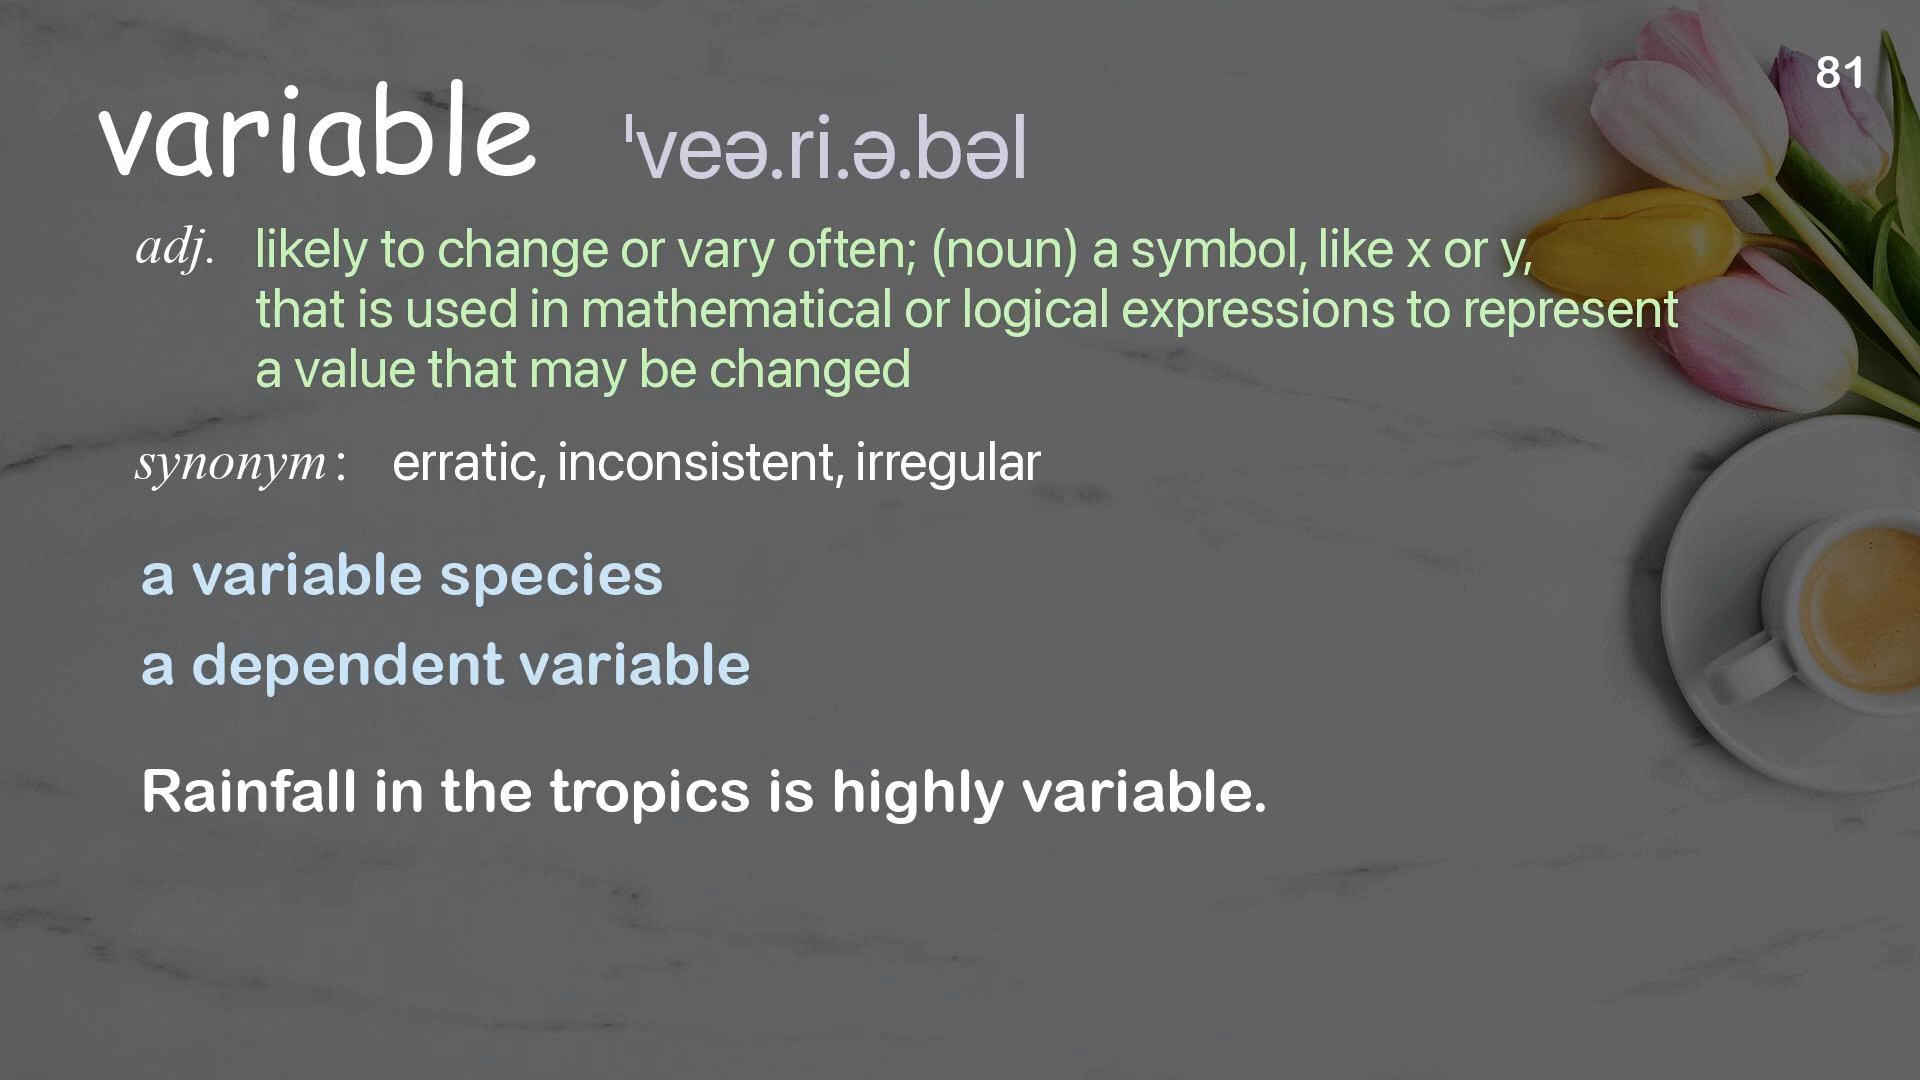 81
variable ˈveə.ri.ə.bəl
adj. likely to change or vary often; (noun) a symbol, like x or y,
that is used in mathematical or logical expressions to represent
a value that may be changed
synonym : erratic, inconsistent, irregular
a variable species
a dependent variable
Rainfall in the tropics is highly variable.